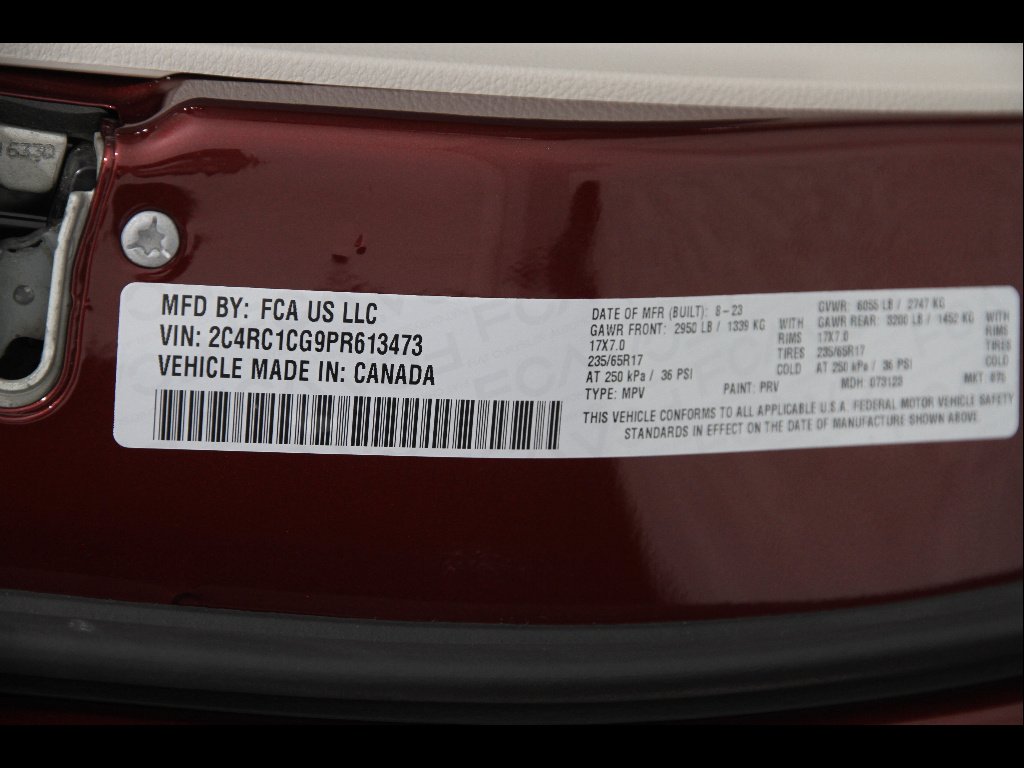 6330
MFD BY: FCA US LLC
VIN: 2C4RC1CG9PR613473
VEHICLE MADE IN: CANADA
DATE OF MFR (BUILT): 8-23
GAWR FRONT: 2950 LB / 1339 KG WITH
17X7.0 RIMS
235/65R17 TIRES
AT 250 kPa / 36 PSI COLD
TYPE: MPV PAINT: PRV
GVWR: 6055 LB / 2747 KG
GAWR REAR: 3200 LB / 1452 KG WITH
17X7.0 RIMS
235/65R17 TIRES
AT 250 kPa / 36 PSI COLD
MDH: 073123 MKT:
THIS VEHICLE CONFORMS TO ALL APPLICABLE U.S.A. FEDERAL MOTOR VEHICLE SAFETY
STANDARDS IN EFFECT ON THE DATE OF MANUFACTURE SHOWN ABOVE